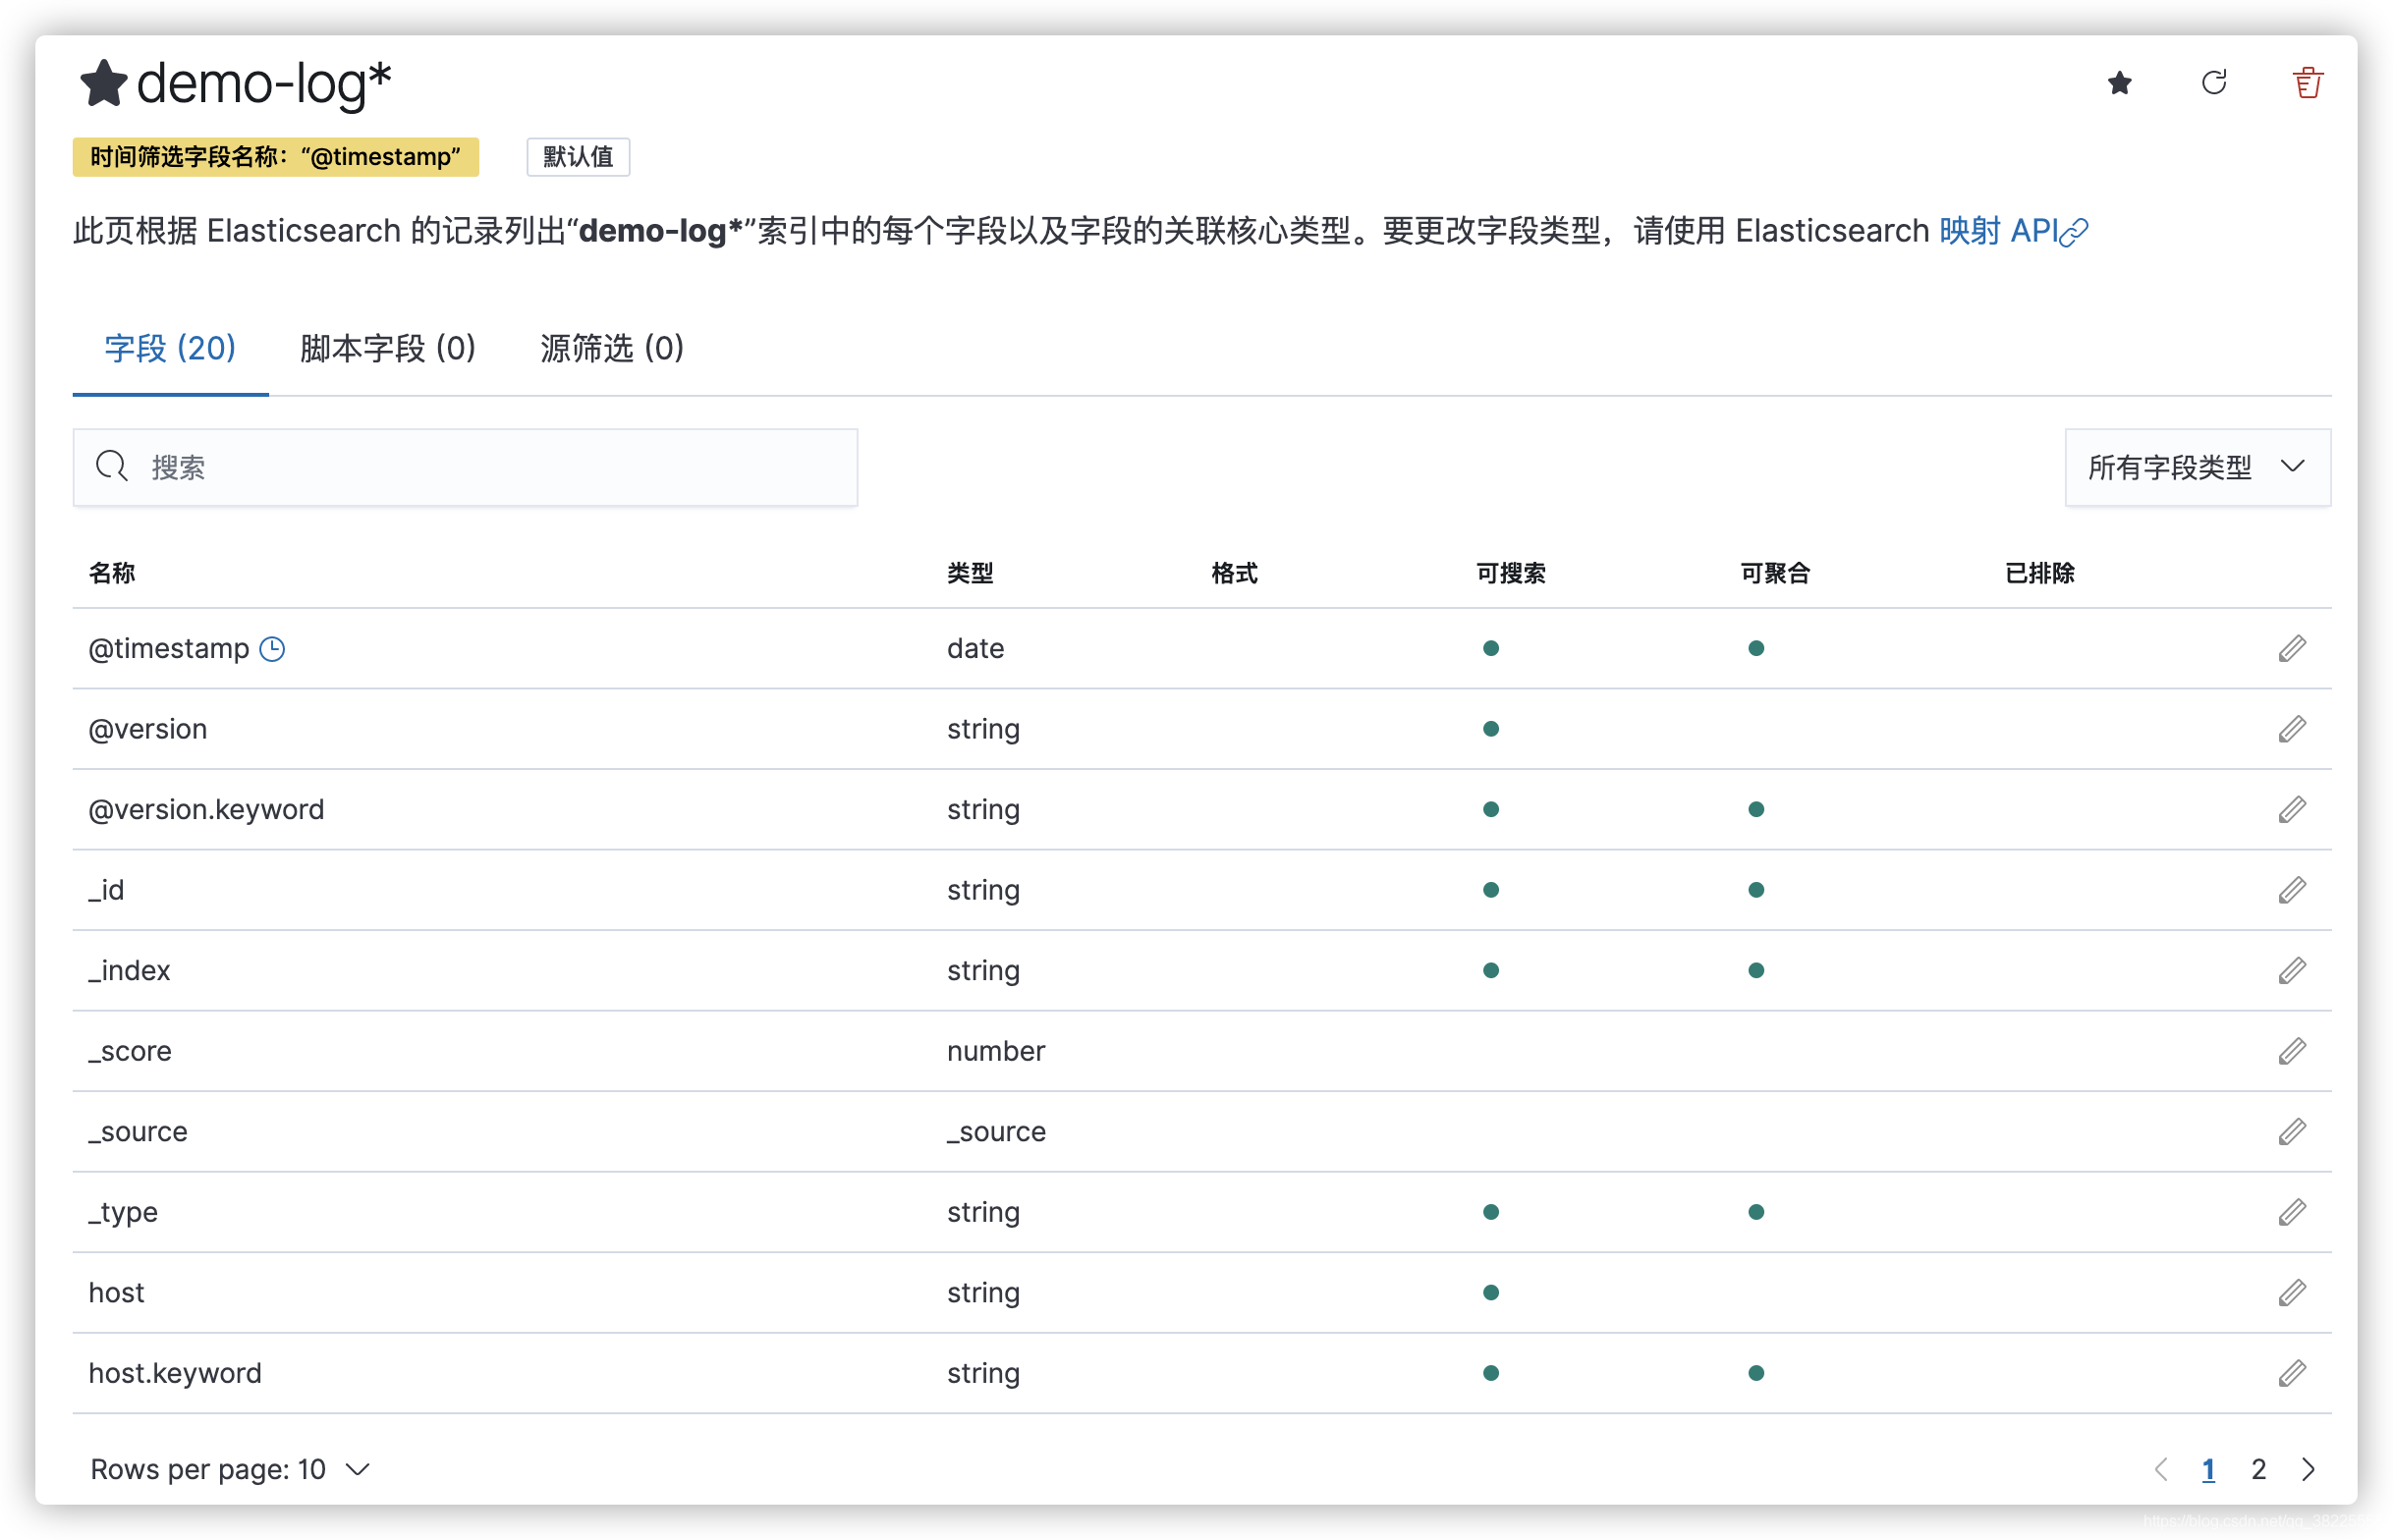 demo-log*
时间筛选字段名称：“@timestamp” 默认值
此页根据 Elasticsearch 的记录列出“demo-log*”索引中的每个字段以及字段的关联核心类型。要更改字段类型，请使用 Elasticsearch 映射 API
字段 (20) 脚本字段 (0) 源筛选 (0)
搜索 所有字段类型
名称 类型 格式 可搜索 可聚合 已排除
@timestamp date
@version string
@version.keyword string
_id string
_index string
_score number
_source _source
_type string
host string
host.keyword string
Rows per page: 10 1 2